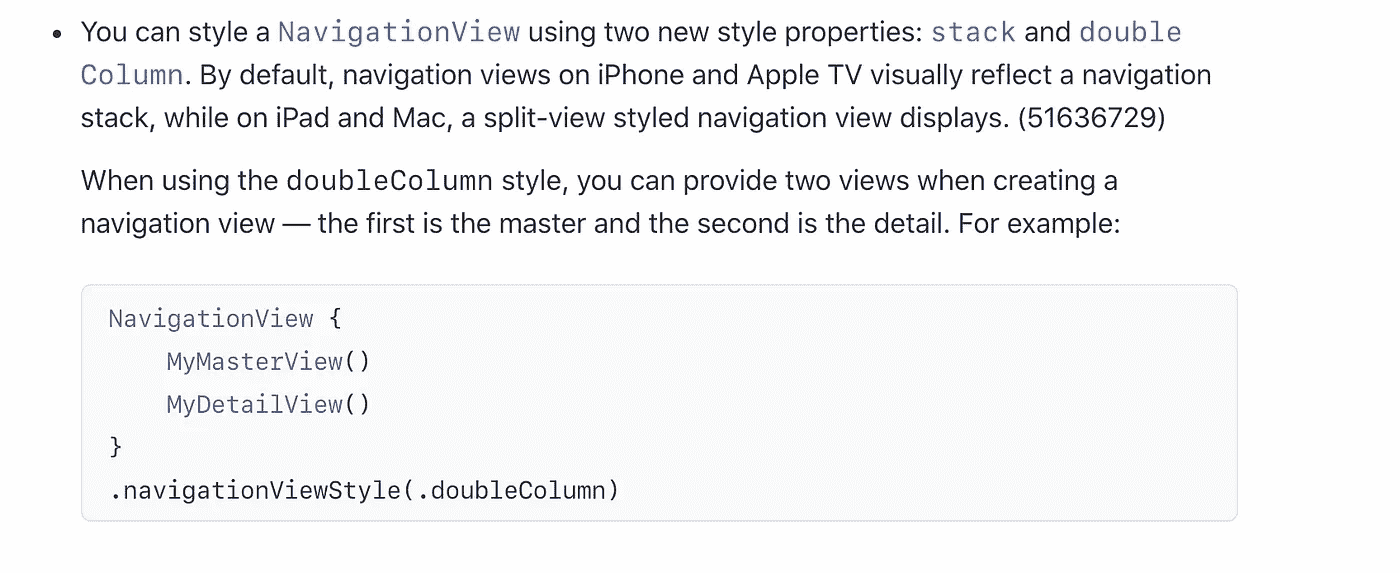 • You can style a NavigationView using two new style properties: stack and double
Column. By default, navigation views on iPhone and Apple TV visually reflect a navigation
stack, while on iPad and Mac, a split-view styled navigation view displays. (51636729)
When using the doubleColumn style, you can provide two views when creating a
navigation view — the first is the master and the second is the detail. For example:
NavigationView {
    MyMasterView()
    MyDetailView()
}
.navigationViewStyle(.doubleColumn)